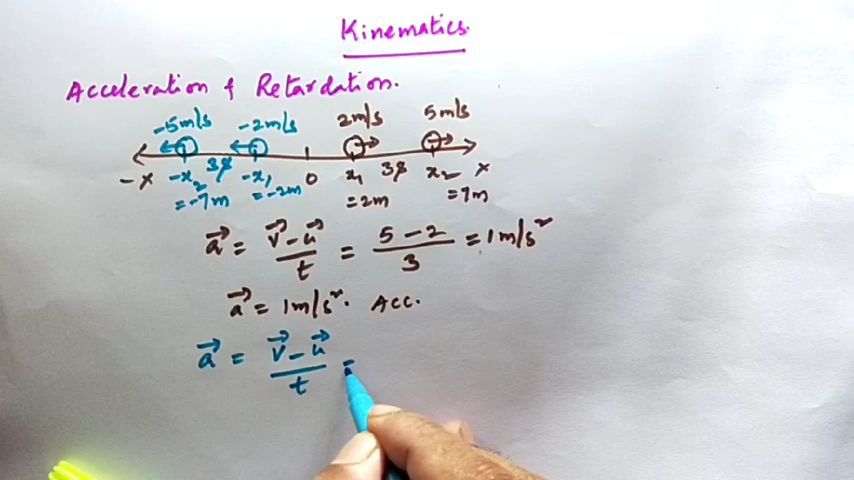 Kinematics.
Acceleration & Retardation.
-5m/s -2m/s 2m/s 5m/s
3s 3s
-x -x₂ -x₁ 0 x₁ x₂ x
= -7m = -2m = 2m = 7m
a⃗ = v⃗ - u⃗ / t = 5 - 2 / 3 = 1m/s²
a⃗ = 1m/s². Acc.
a⃗ = v⃗ - u⃗ / t =